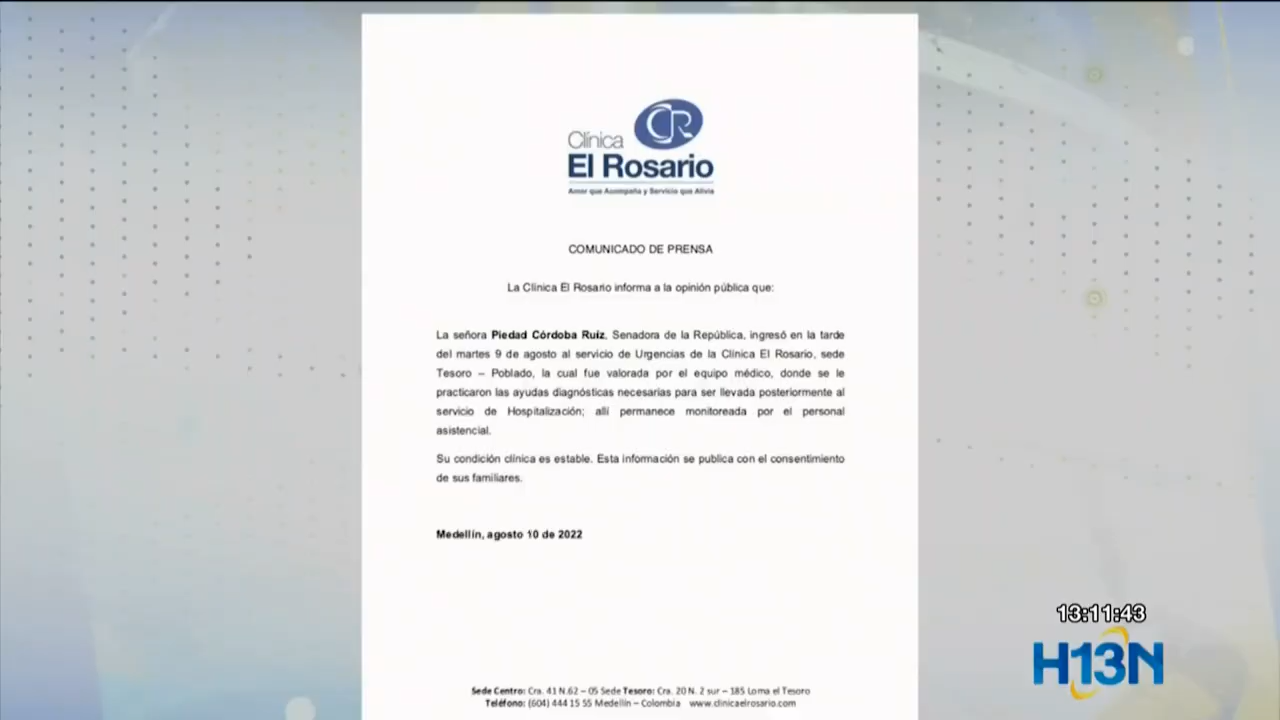 Clínica
CR
El Rosario
Amor que Acompaña y Servicio que Alivia
COMUNICADO DE PRENSA
La Clínica El Rosario informa a la opinión pública que:
La señora Piedad Córdoba Ruiz, Senadora de la República, ingresó en la tarde
del martes 9 de agosto al servicio de Urgencias de la Clínica El Rosario, sede
Tesoro – Poblado, la cual fue valorada por el equipo médico, donde se le
practicaron las ayudas diagnósticas necesarias para ser llevada posteriormente al
servicio de Hospitalización; allí permanece monitoreada por el personal
asistencial.
Su condición clínica es estable. Esta información se publica con el consentimiento
de sus familiares.
Medellín, agosto 10 de 2022
Sede Centro: Cra. 41 N.62 – 05 Sede Tesoro: Cra. 20 N. 2 sur – 185 Loma el Tesoro
Teléfono: (604) 444 15 55 Medellín – Colombia www.clinicaelrosario.com
13:11:43
H13N